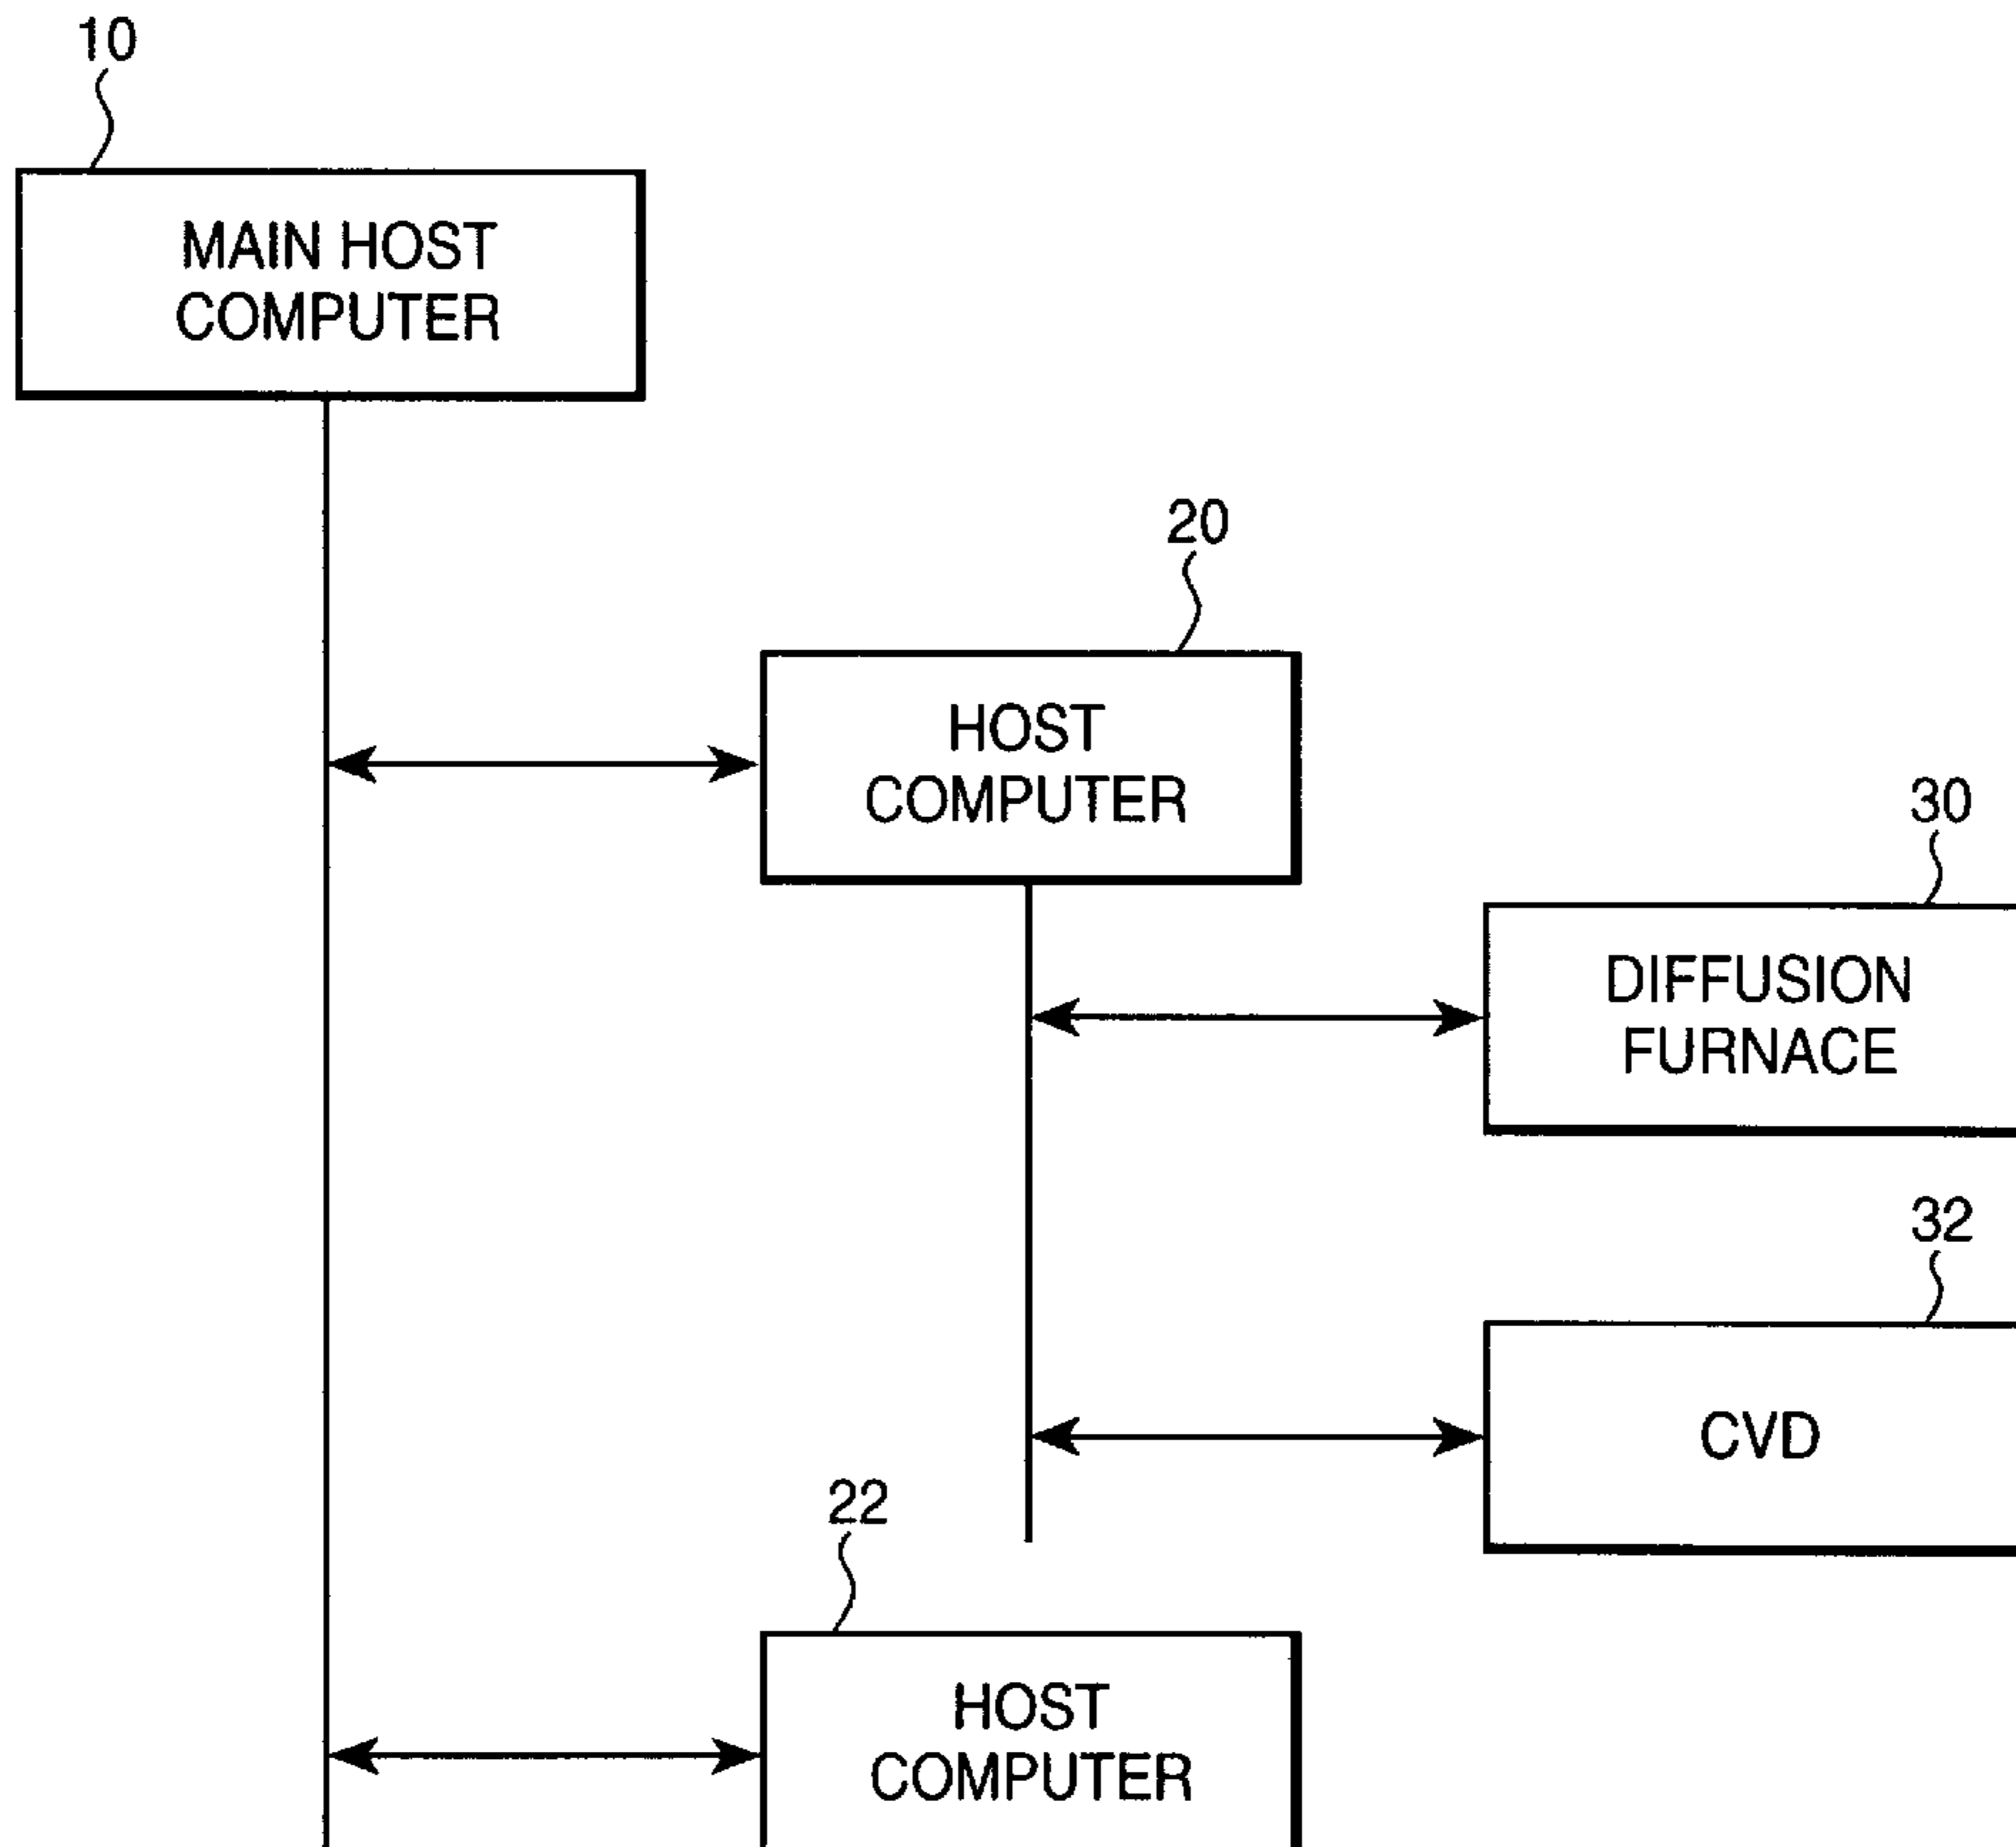 10
MAIN HOST
COMPUTER
20
HOST
COMPUTER
30
DIFFUSION
FURNACE
32
CVD
22
HOST
COMPUTER